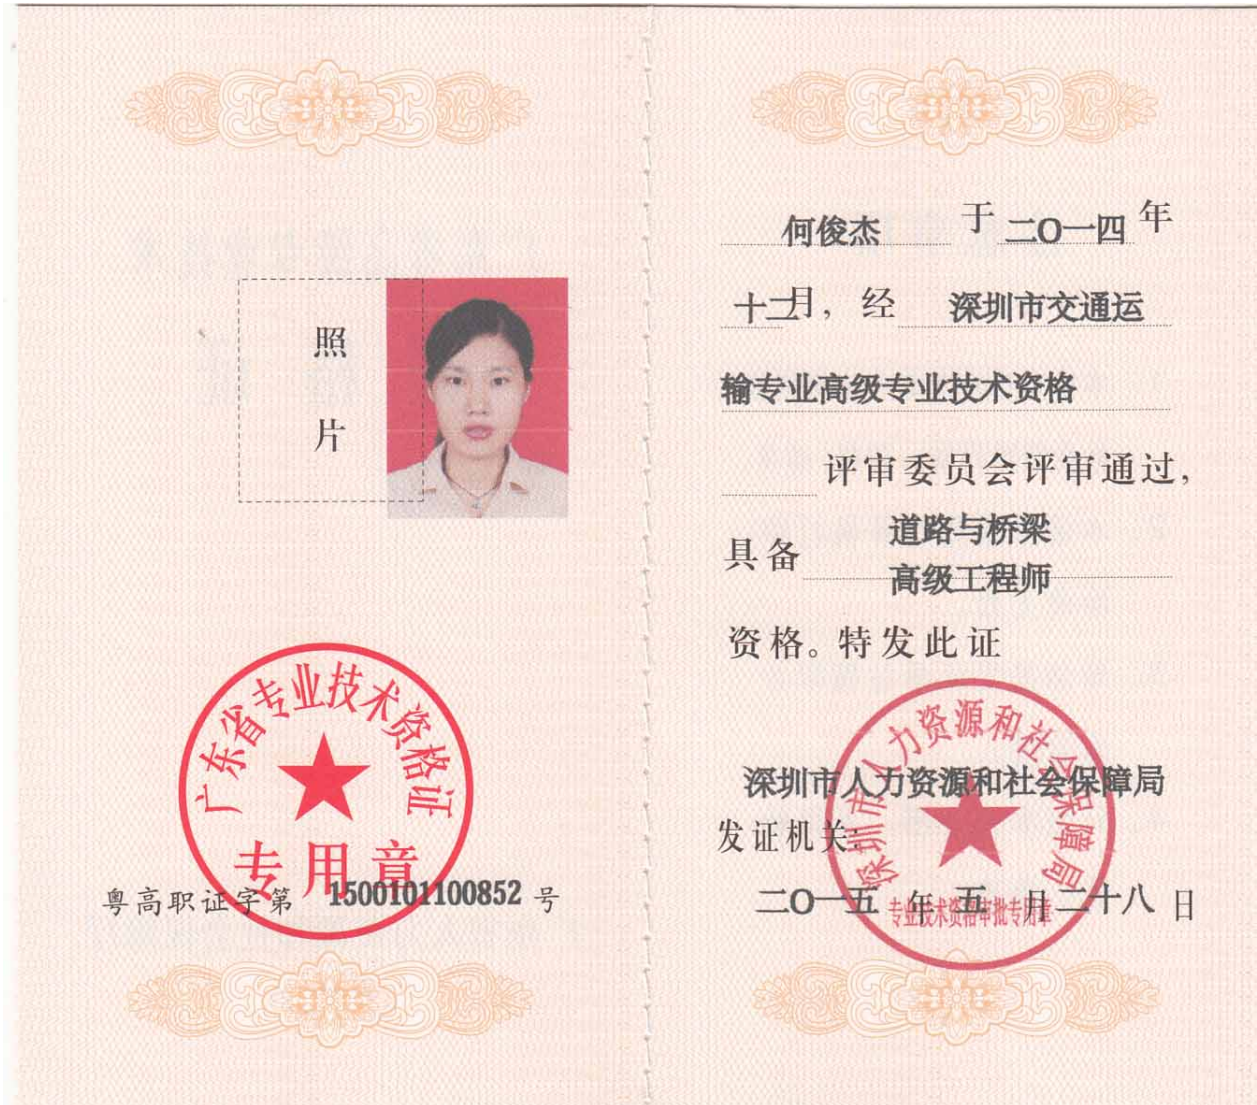 照
片
广东省专业技术资格证
专用章
粤高职证字第 1500101100852 号
何俊杰 于 二〇一四 年
十二月，经 深圳市交通运
输专业高级专业技术资格
评审委员会评审通过，
具备 道路与桥梁
高级工程师
资格。特发此证
深圳市人力资源和社会保障局
深圳市人力资源和社会保障局
发证机关：
二〇一五 年 五 月 二十八 日
专业技术资格审批专用章